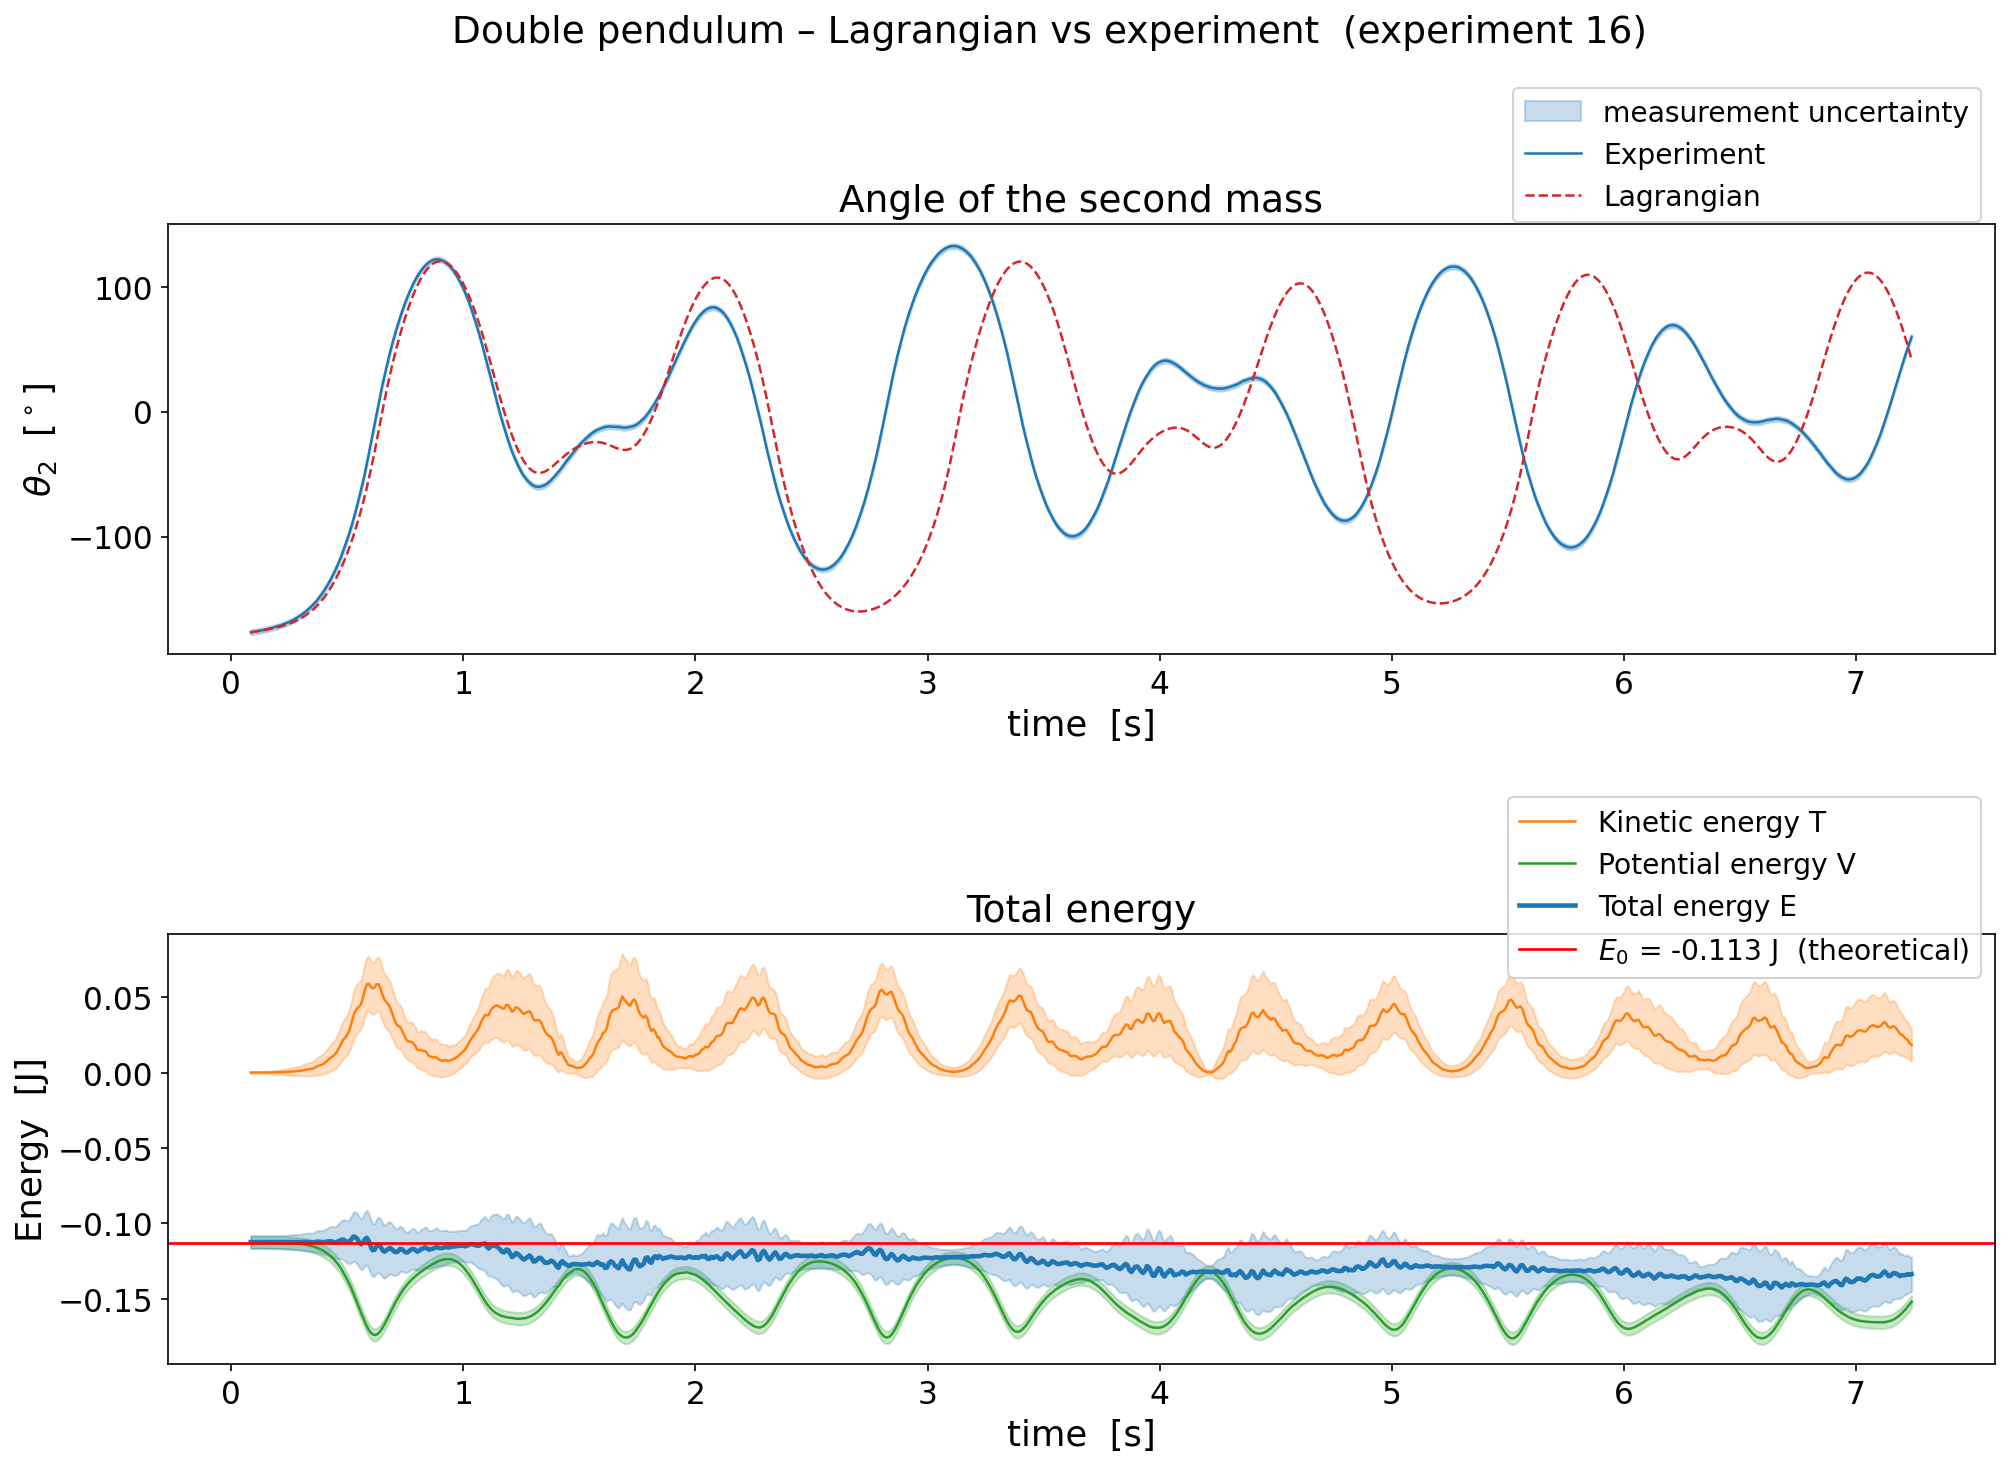 Double pendulum – Lagrangian vs experiment  (experiment 16)
measurement uncertainty
Experiment
Lagrangian
Angle of the second mass
100
0
−100
θ2 [°]
0 1 2 3 4 5 6 7
time [s]
Kinetic energy T
Potential energy V
Total energy E
E0 = -0.113 J (theoretical)
Total energy
0.05
0.00
−0.05
−0.10
−0.15
Energy [J]
0 1 2 3 4 5 6 7
time [s]